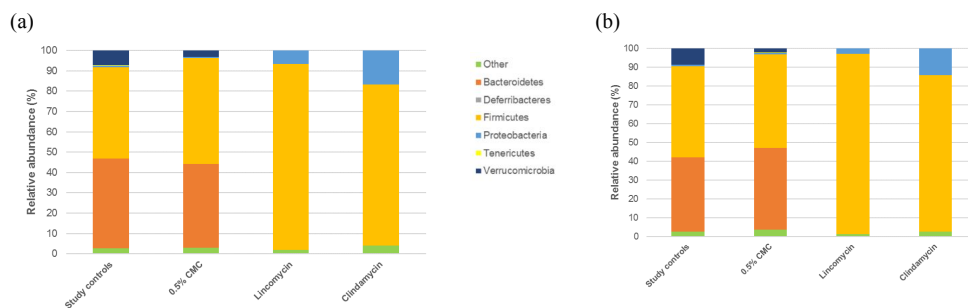 (a)
Relative abundance (%)
100
90
80
70
60
50
40
30
20
10
0
Study controls
0.5% CMC
Lincomycin
Clindamycin
Other
Bacteroidetes
Deferribacteres
Firmicutes
Proteobacteria
Tenericutes
Verrucomicrobia
(b)
Relative abundance (%)
100
90
80
70
60
50
40
30
20
10
0
Study controls
0.5% CMC
Lincomycin
Clindamycin